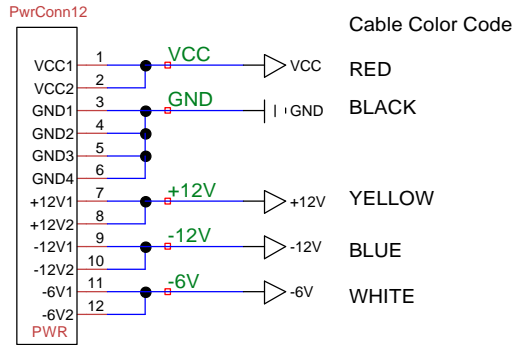 PwrConn12
Cable Color Code
VCC1 1 VCC VCC RED
VCC2 2
GND1 3 GND GND BLACK
GND2 4
GND3 5
GND4 6
+12V1 7 +12V +12V YELLOW
+12V2 8
-12V1 9 -12V -12V BLUE
-12V2 10
-6V1 11 -6V -6V WHITE
-6V2 12
PWR